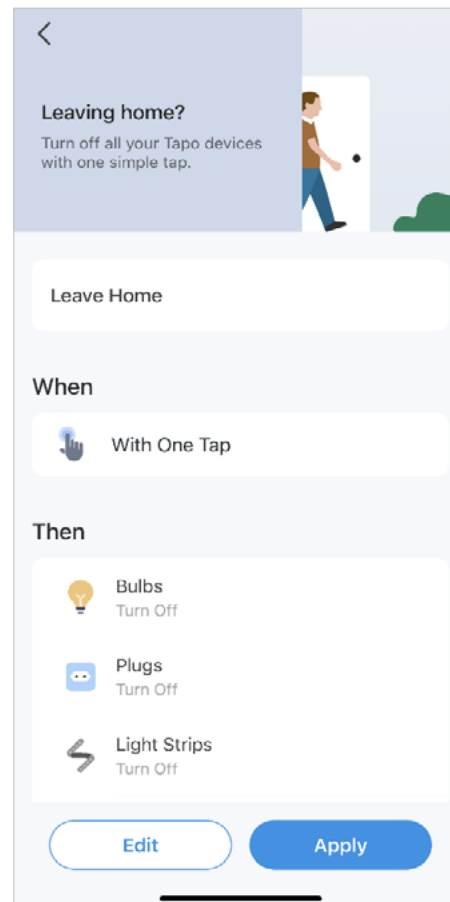 Leaving home?
Turn off all your Tapo devices
with one simple tap.
Leave Home
When
With One Tap
Then
Bulbs
Turn Off
Plugs
Turn Off
Light Strips
Turn Off
Edit
Apply